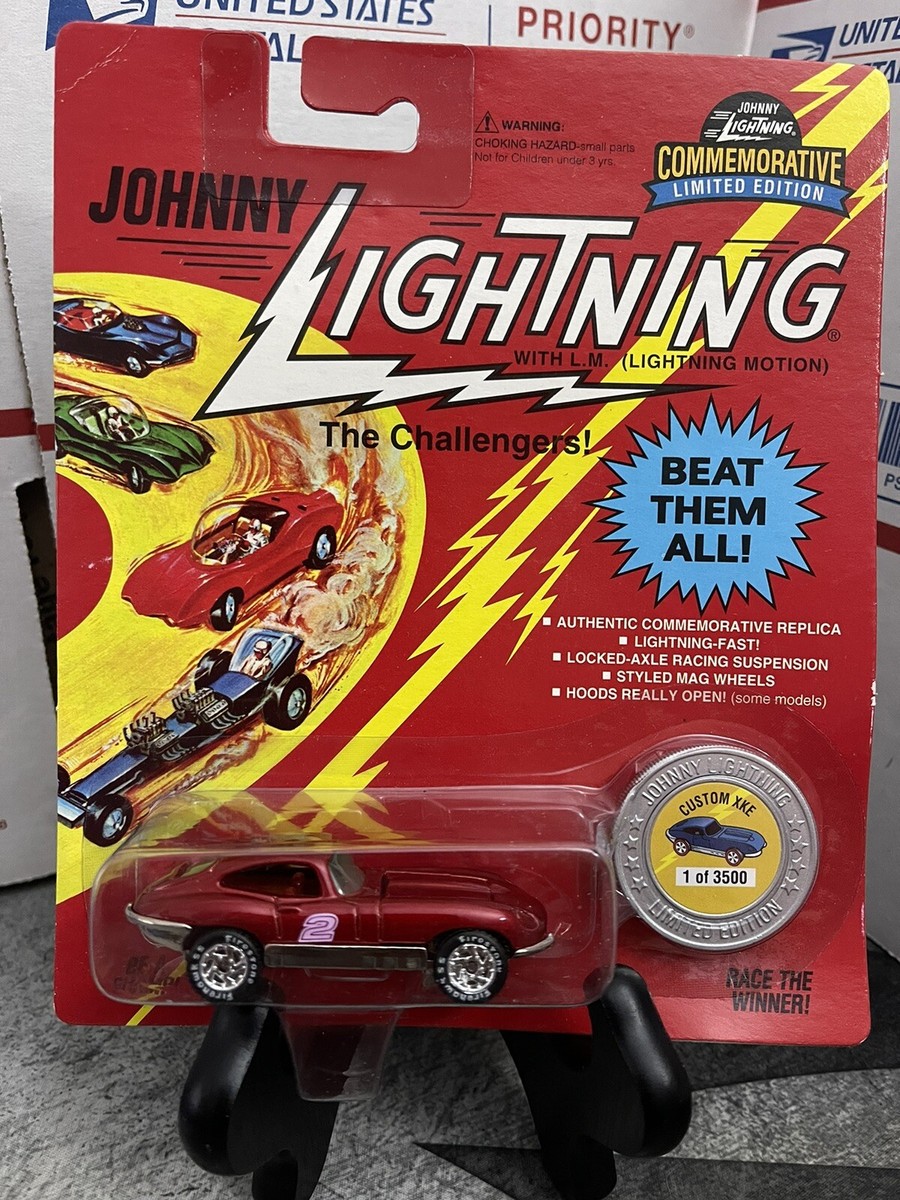 UNITED STATES
PRIORITY®
UNITED
⚠ WARNING:
CHOKING HAZARD-small parts
Not for Children under 3 yrs.
JOHNNY
LIGHTNING®
COMMEMORATIVE
LIMITED EDITION
JOHNNY
LIGHTNING®
WITH L.M. (LIGHTNING MOTION)
The Challengers!
BEAT
THEM
ALL!
■ AUTHENTIC COMMEMORATIVE REPLICA
■ LIGHTNING-FAST!
■ LOCKED-AXLE RACING SUSPENSION
■ STYLED MAG WHEELS
■ HOODS REALLY OPEN! (some models)
JOHNNY LIGHTNING
CUSTOM XKE
1 of 3500
LIMITED EDITION
2
Firestone
Firestone
Firehawk
RACE THE
WINNER!